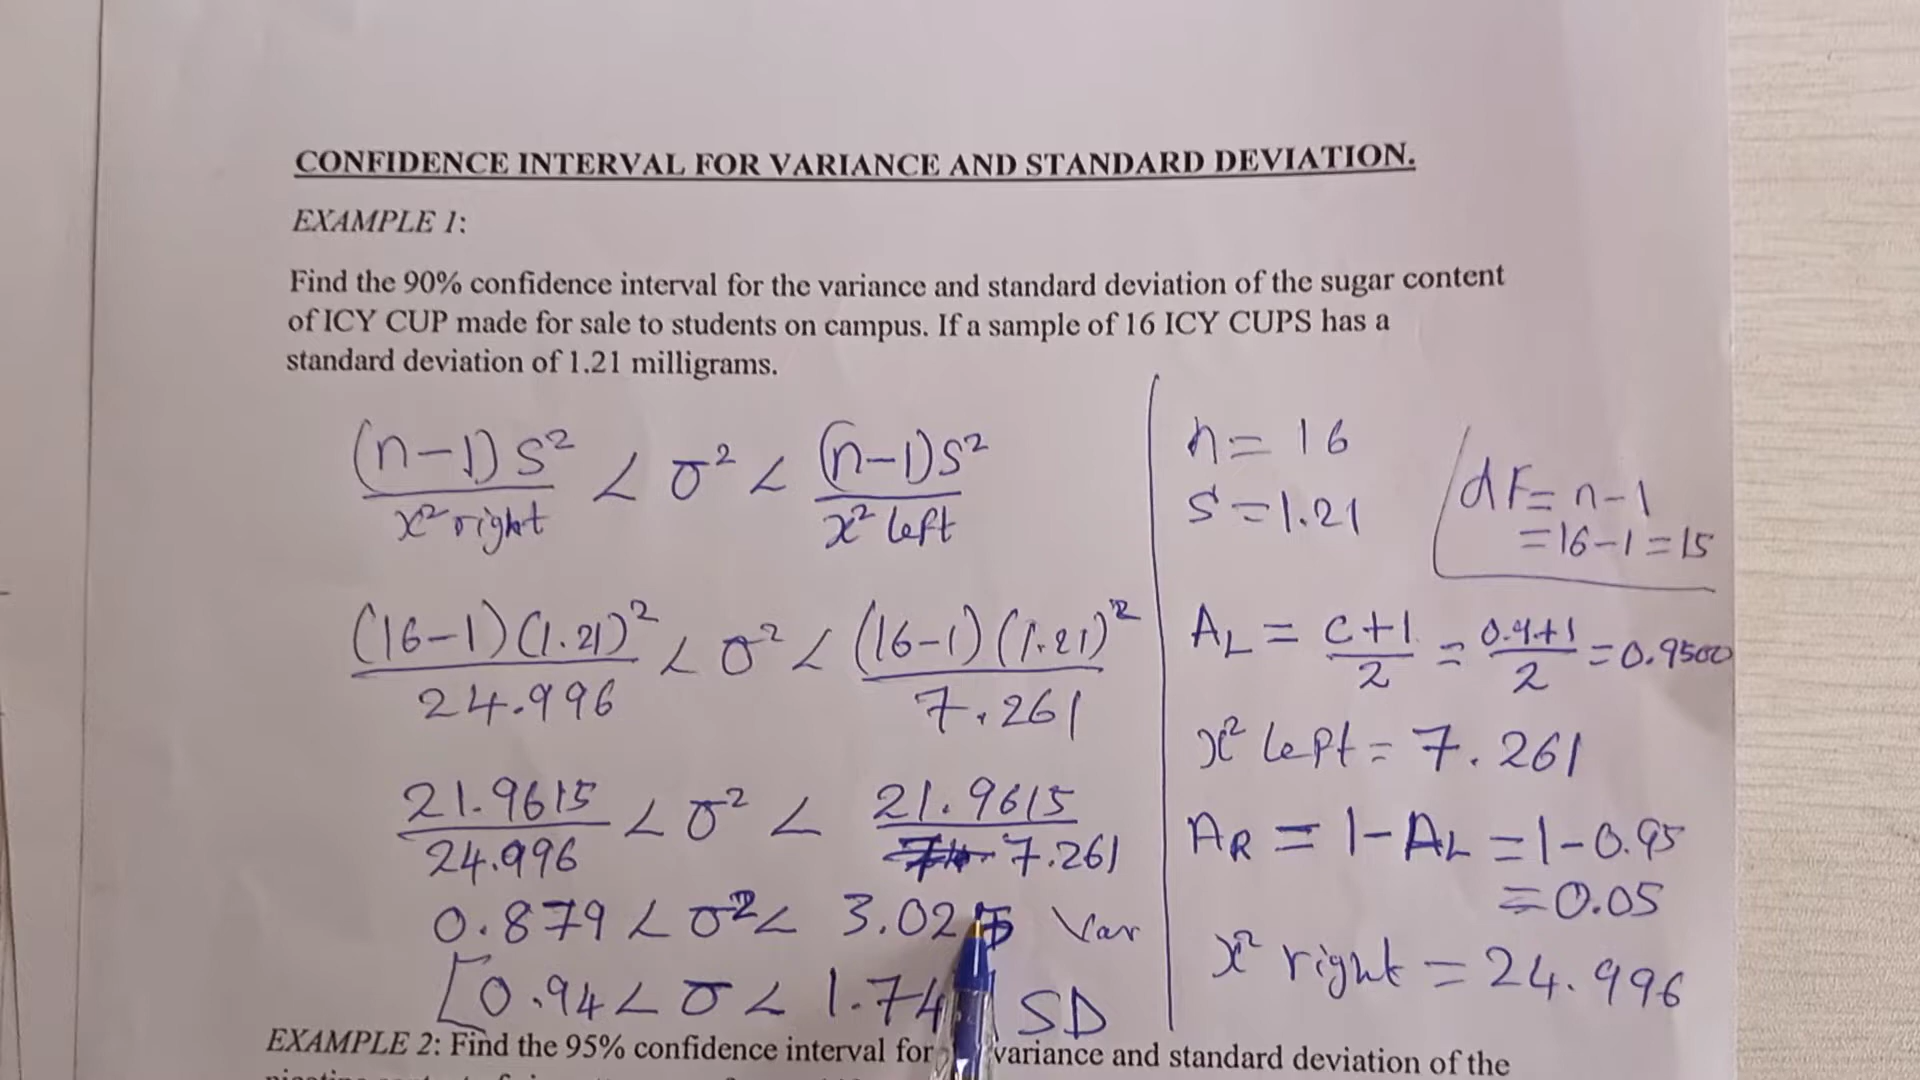 CONFIDENCE INTERVAL FOR VARIANCE AND STANDARD DEVIATION.
EXAMPLE 1:
Find the 90% confidence interval for the variance and standard deviation of the sugar content
of ICY CUP made for sale to students on campus. If a sample of 16 ICY CUPS has a
standard deviation of 1.21 milligrams.
(n-1)S² / x² right < σ² < (n-1)S² / x² left
(16-1)(1.21)² / 24.996 < σ² < (16-1)(1.21)² / 7.261
21.9615 / 24.996 < σ² < 21.9615 / 7.261
0.879 < σ² < 3.025 Var
[0.94 < σ < 1.74 SD
n = 16
S = 1.21
dF = n-1
= 16-1 = 15
AL = C+1 / 2 = 0.9+1 / 2 = 0.9500
x² left = 7.261
AR = 1-AL = 1-0.95
= 0.05
x² right = 24.996
EXAMPLE 2: Find the 95% confidence interval for variance and standard deviation of the